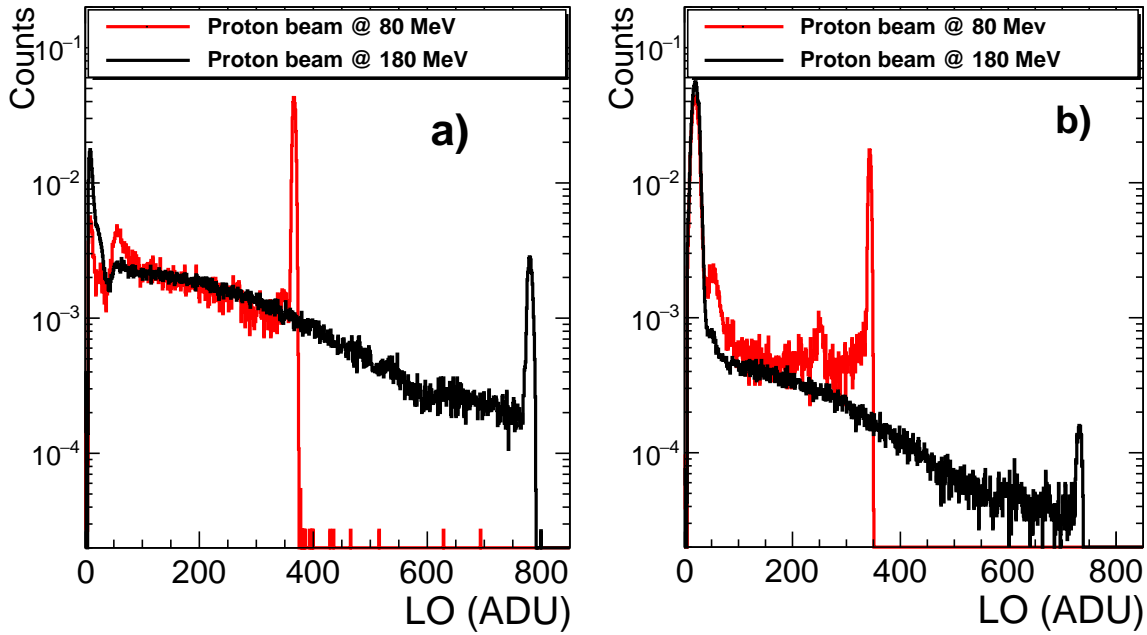 Proton beam @ 80 MeV
Proton beam @ 180 MeV
a)
Counts
10⁻¹
10⁻²
10⁻³
10⁻⁴
0 200 400 600 800
LO (ADU)
Proton beam @ 80 MeV
Proton beam @ 180 MeV
b)
Counts
10⁻¹
10⁻²
10⁻³
10⁻⁴
0 200 400 600 800
LO (ADU)